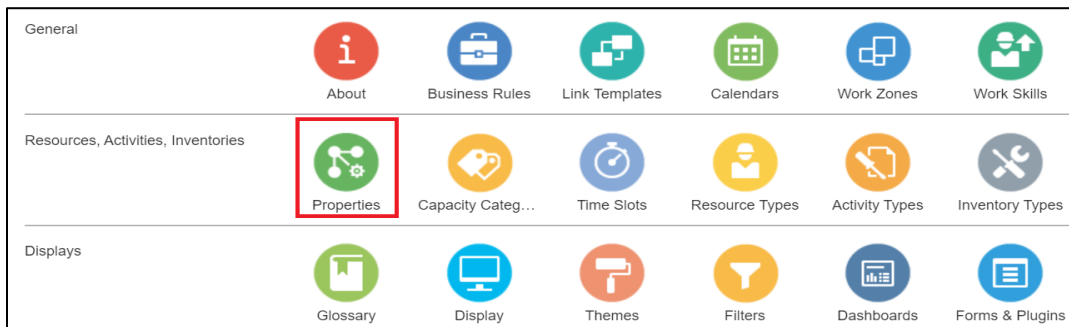 General
About
Business Rules
Link Templates
Calendars
Work Zones
Work Skills
Resources, Activities, Inventories
Properties
Capacity Categ...
Time Slots
Resource Types
Activity Types
Inventory Types
Displays
Glossary
Display
Themes
Filters
Dashboards
Forms & Plugins